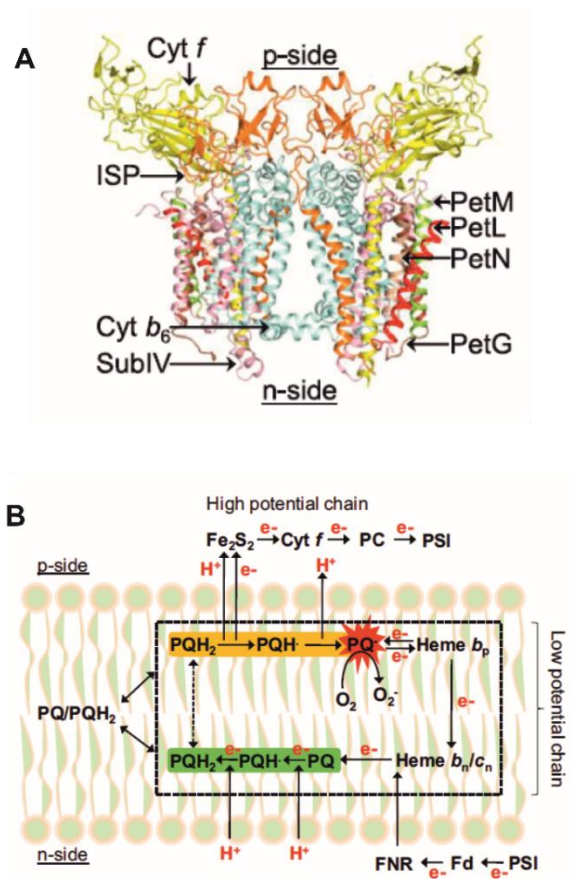 A
Cyt f
p-side
ISP
PetM
PetL
PetN
Cyt b6
SubIV
PetG
n-side
B
High potential chain
Fe2S2 e- Cyt f e- PC e- PSI
p-side
H+ e- H+
PQH2 PQH· PQ·- e- e- Heme bp
O2 O2-
e-
PQ/PQH2
Low potential chain
PQH2 e- PQH· e- PQ e- Heme bn/cn
n-side
H+ H+
FNR e- Fd e- PSI